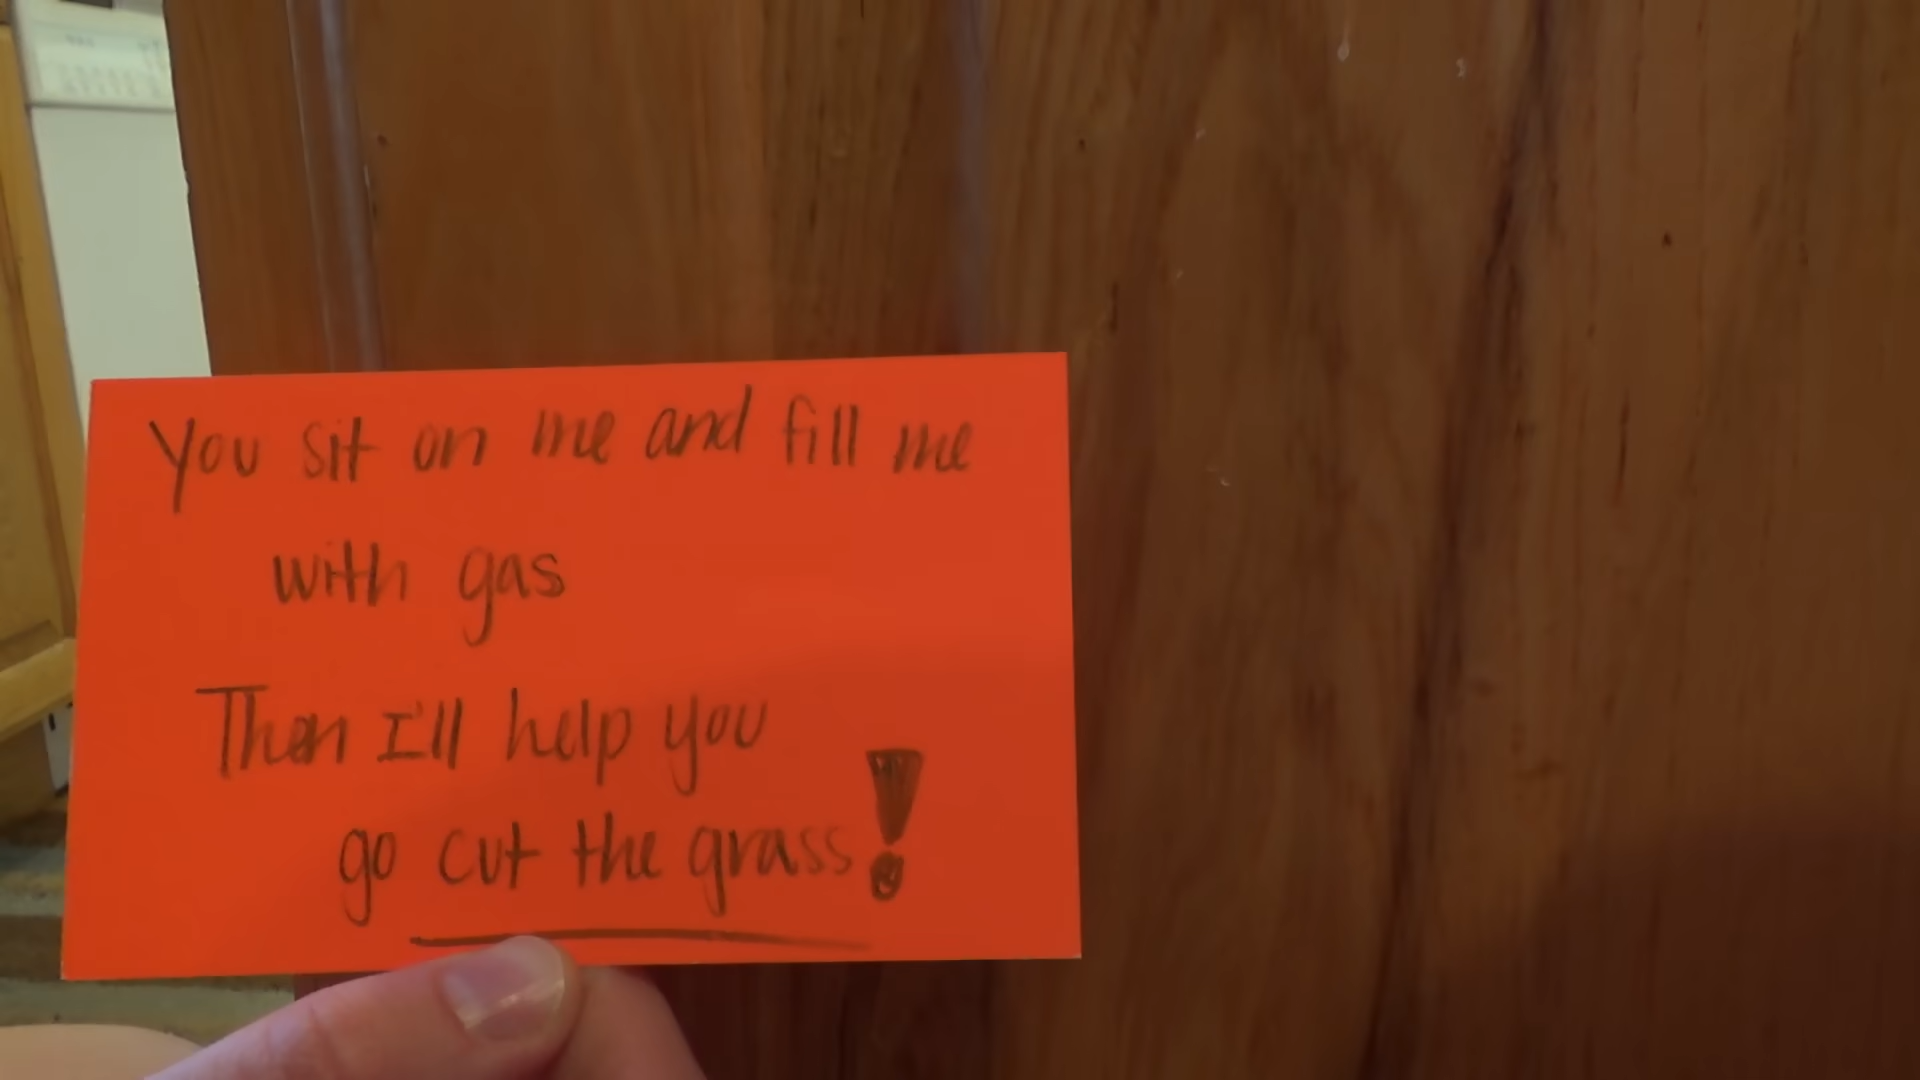 You sit on me and fill me
with gas
Then I'll help you
go cut the grass!